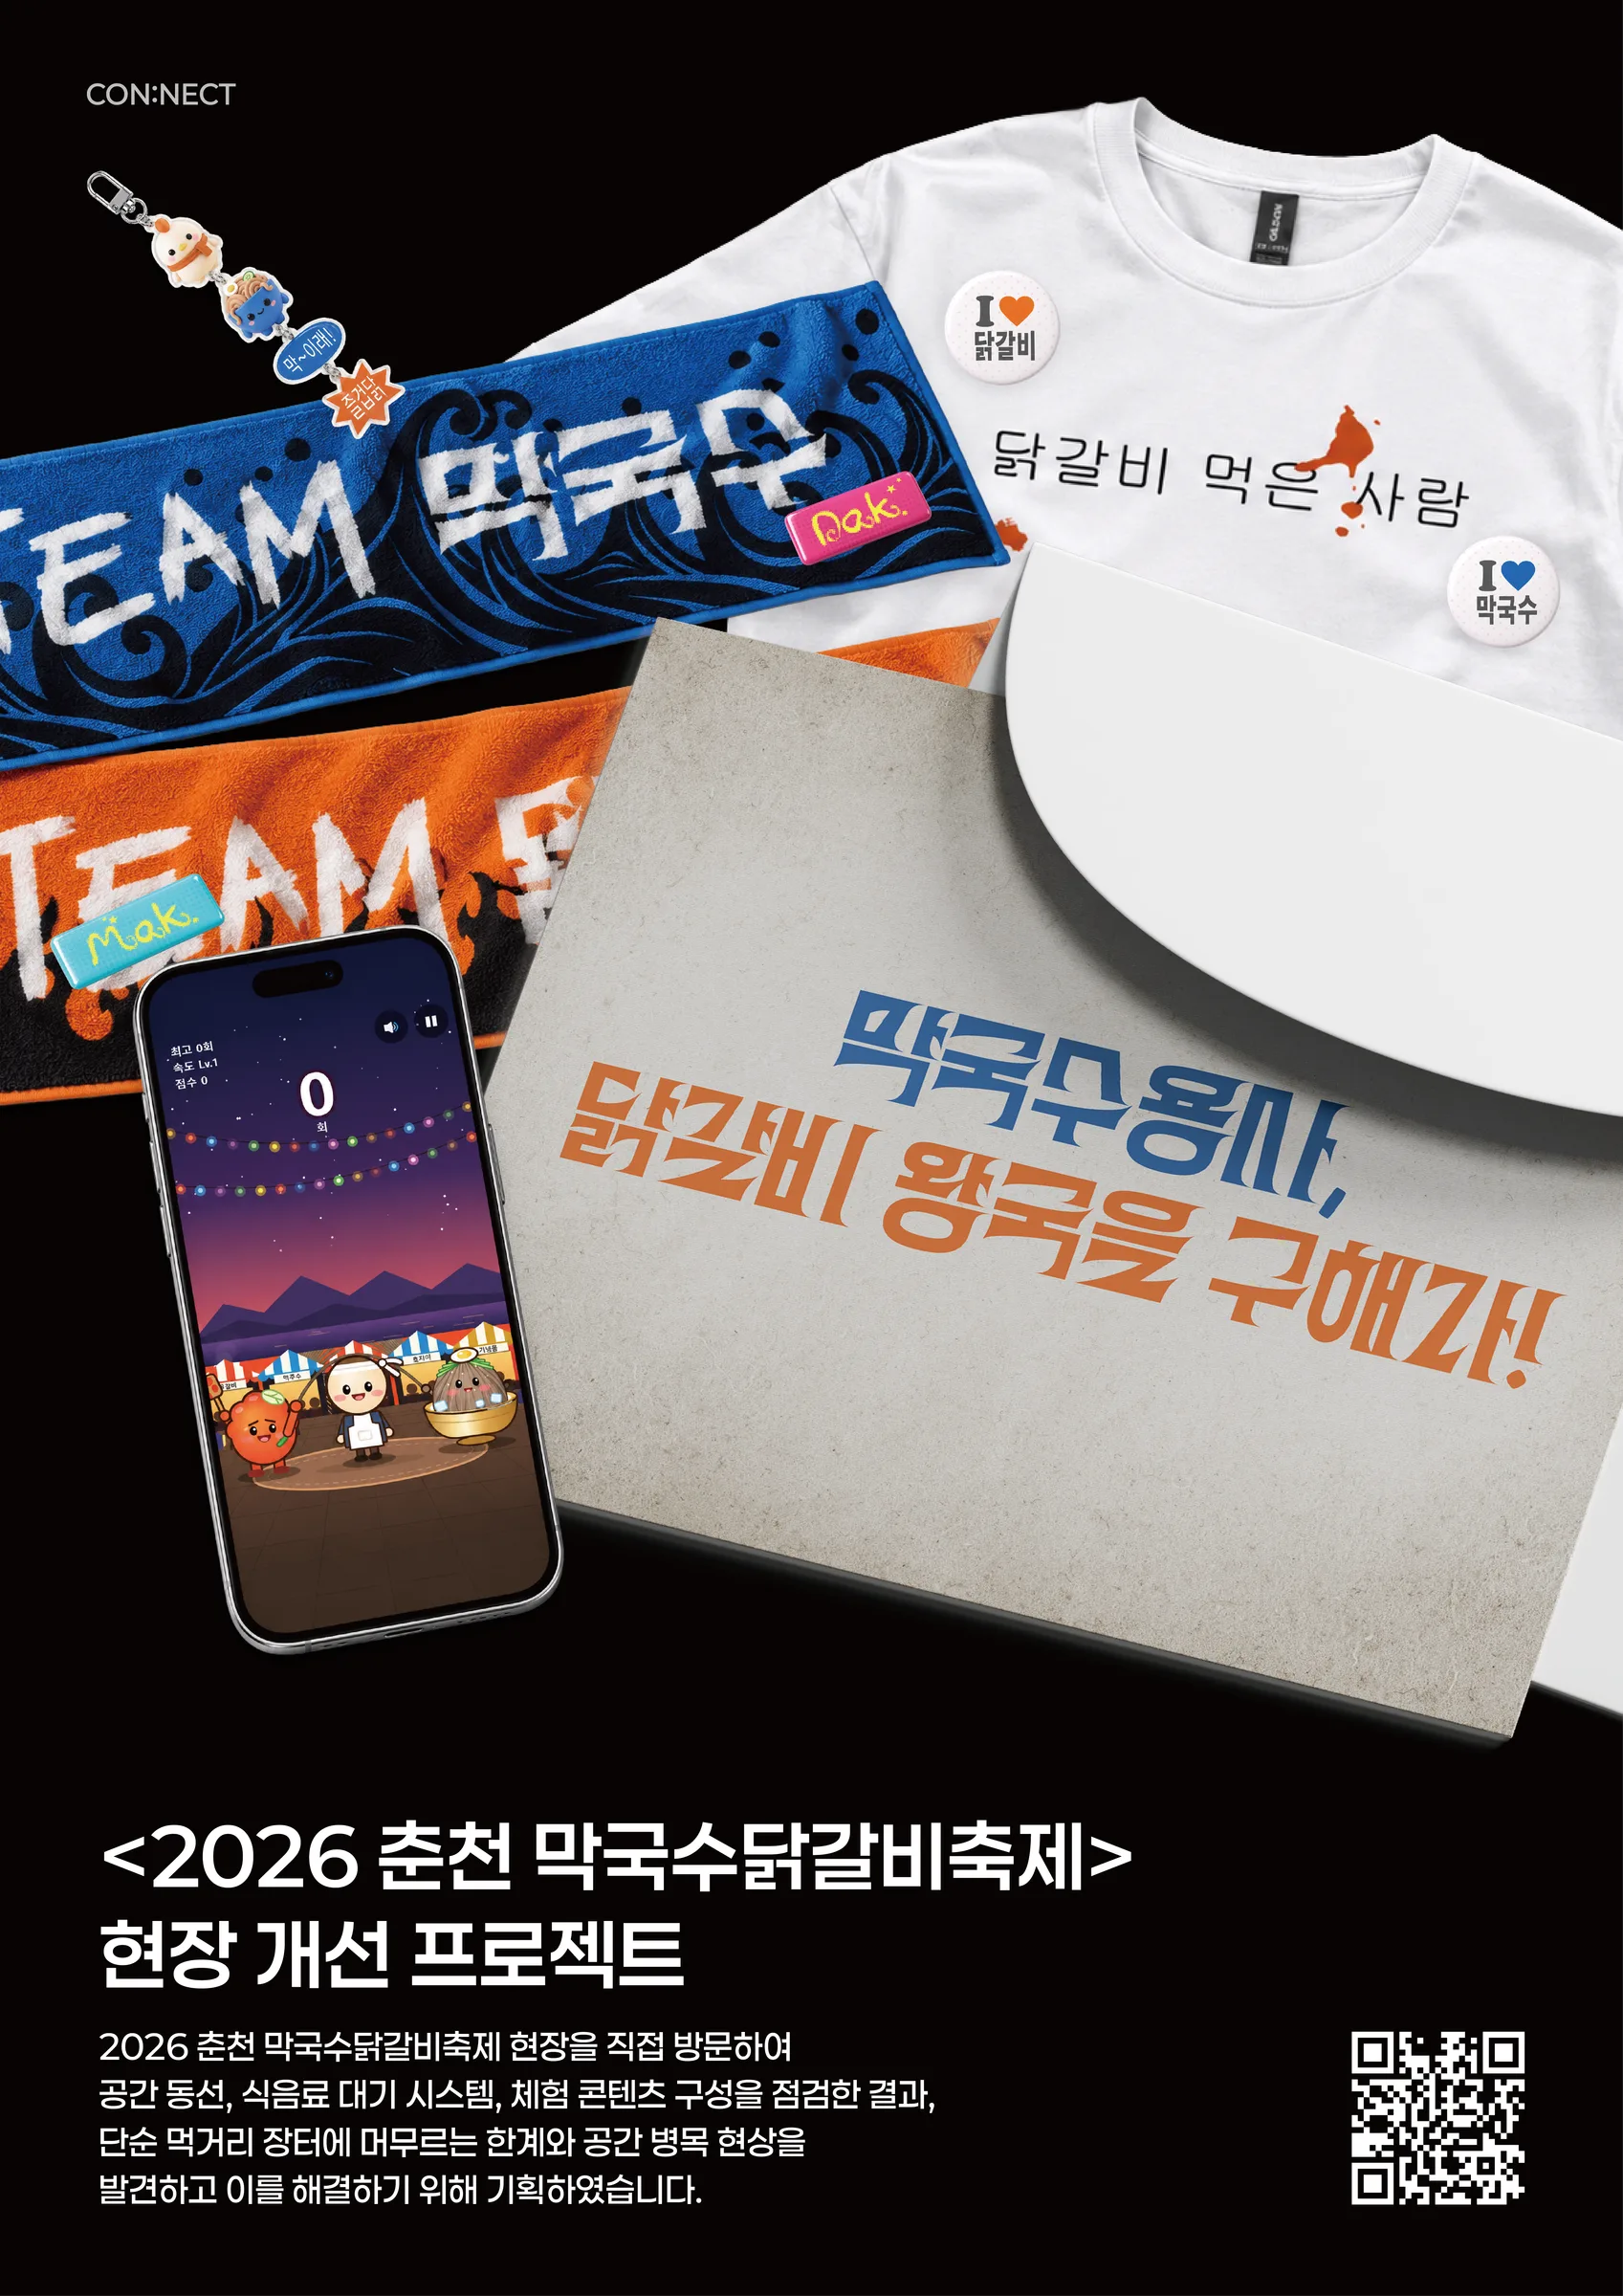 CON:NECT
막~이래!
즐겁닭
I 🧡
닭갈비
TEAM 막국수
Dak.
닭갈비 먹은 사람
I 💙
막국수
TEAM
Mak.
최고 0회
속도 Lv.1
점수 0
0
회
막국수용사,
닭갈비 왕국을 구해라!
<2026 춘천 막국수닭갈비축제>
현장 개선 프로젝트
2026 춘천 막국수닭갈비축제 현장을 직접 방문하여
공간 동선, 식음료 대기 시스템, 체험 콘텐츠 구성을 점검한 결과,
단순 먹거리 장터에 머무르는 한계와 공간 병목 현상을
발견하고 이를 해결하기 위해 기획하였습니다.